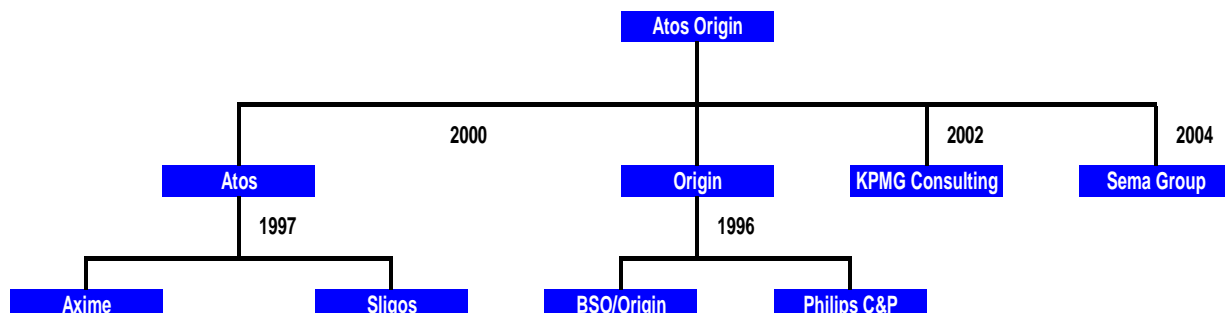 Atos Origin
2000
2002
2004
Atos
Origin
KPMG Consulting
Sema Group
1997
1996
Axime
Sligos
BSO/Origin
Philips C&P